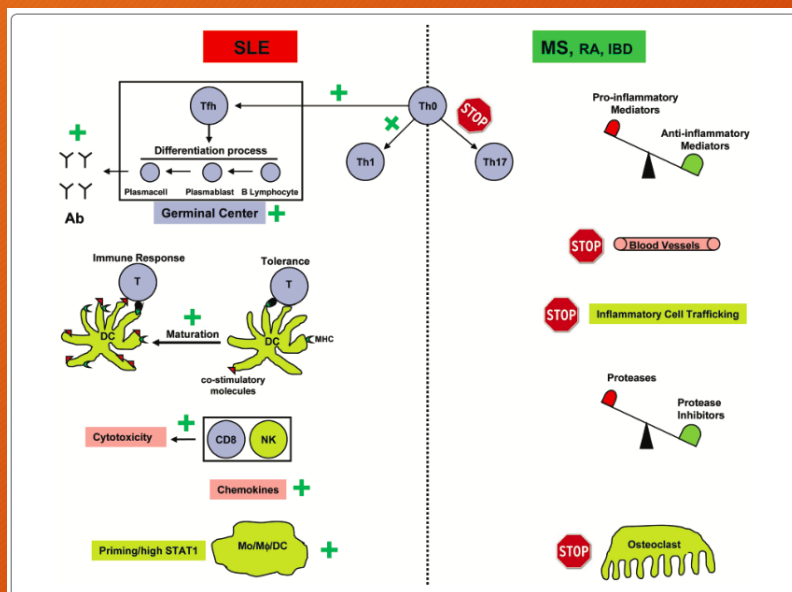 SLE
MS, RA, IBD
Tfh
Th0
STOP
Th1
Th17
Differentiation process
Plasmacell
Plasmablast
B Lymphocyte
Ab
Germinal Center
Pro-inflammatory
Mediators
Anti-inflammatory
Mediators
STOP
Blood Vessels
Immune Response
T
DC
Maturation
Tolerance
T
DC
MHC
co-stimulatory
molecules
STOP
Inflammatory Cell Trafficking
Proteases
Protease
Inhibitors
Cytotoxicity
CD8
NK
Chemokines
Priming/high STAT1
Mo/Mϕ/DC
STOP
Osteoclast